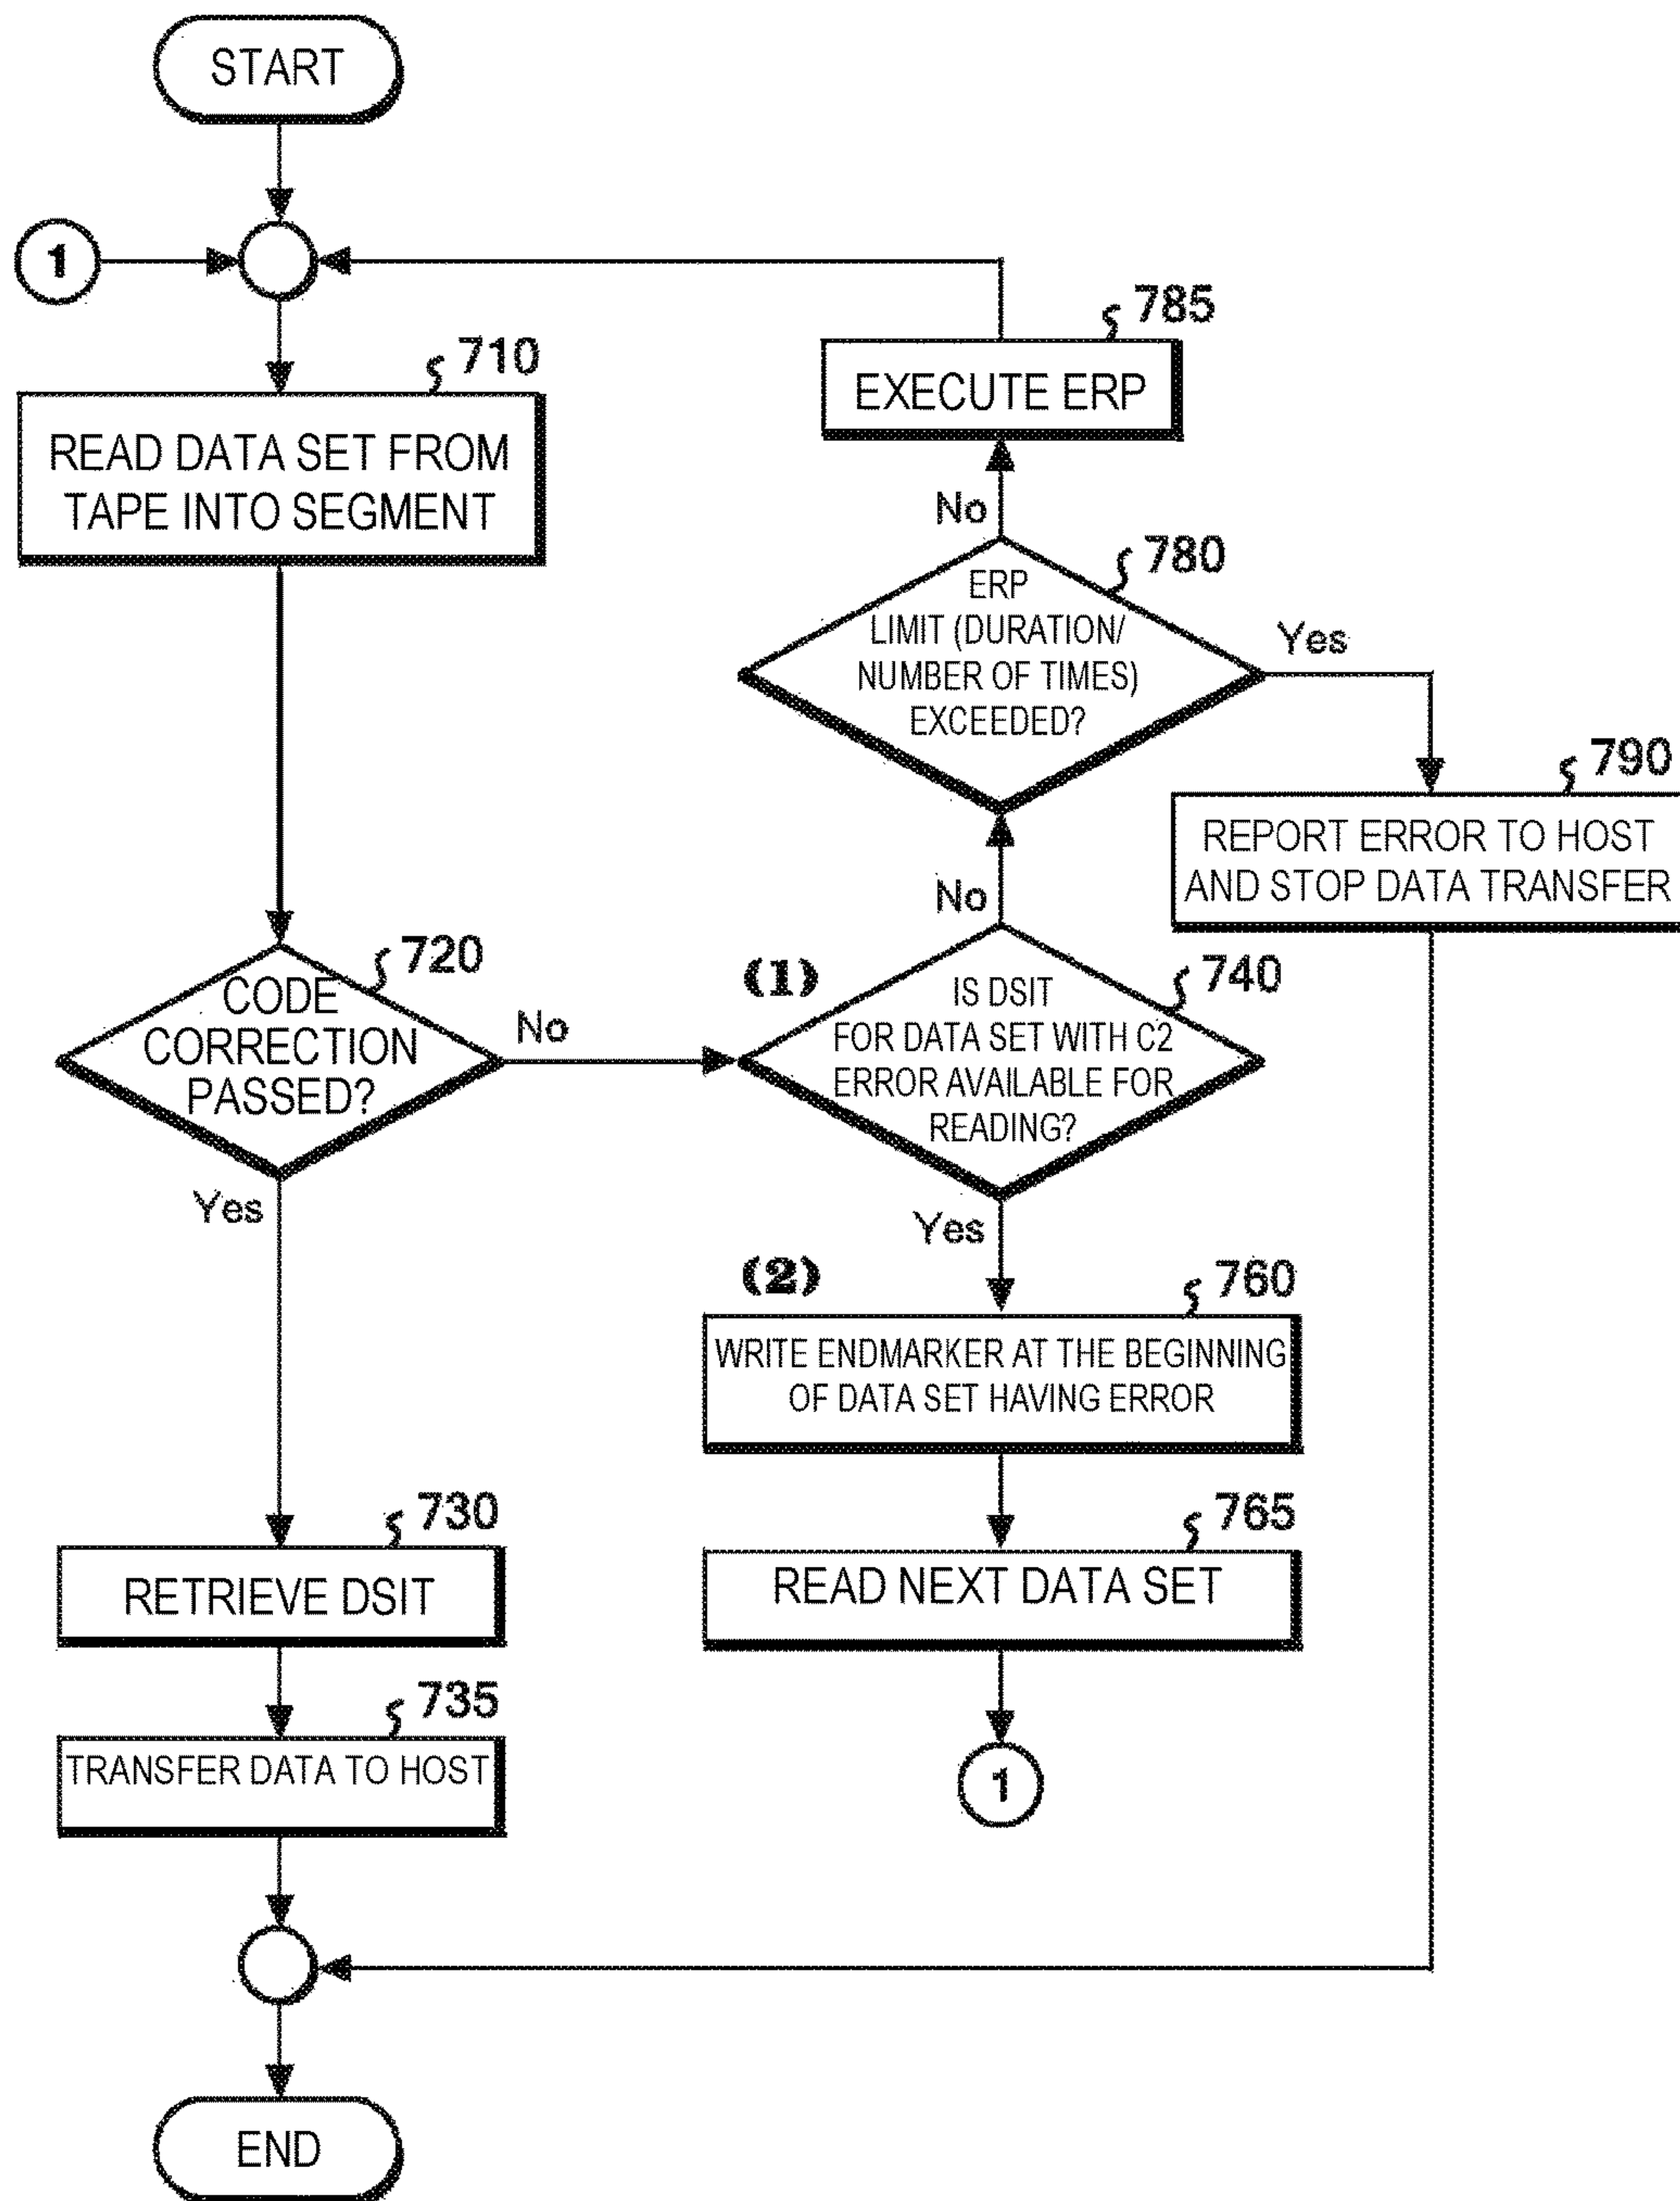 START
1
785
EXECUTE ERP
710
READ DATA SET FROM
TAPE INTO SEGMENT
No
780
ERP
LIMIT (DURATION/
NUMBER OF TIMES)
EXCEEDED?
Yes
790
REPORT ERROR TO HOST
AND STOP DATA TRANSFER
No
720
CODE
CORRECTION
PASSED?
No
(1)
740
IS DSIT
FOR DATA SET WITH C2
ERROR AVAILABLE FOR
READING?
Yes
Yes
(2)
760
WRITE ENDMARKER AT THE BEGINNING
OF DATA SET HAVING ERROR
730
RETRIEVE DSIT
765
READ NEXT DATA SET
735
TRANSFER DATA TO HOST
1
END